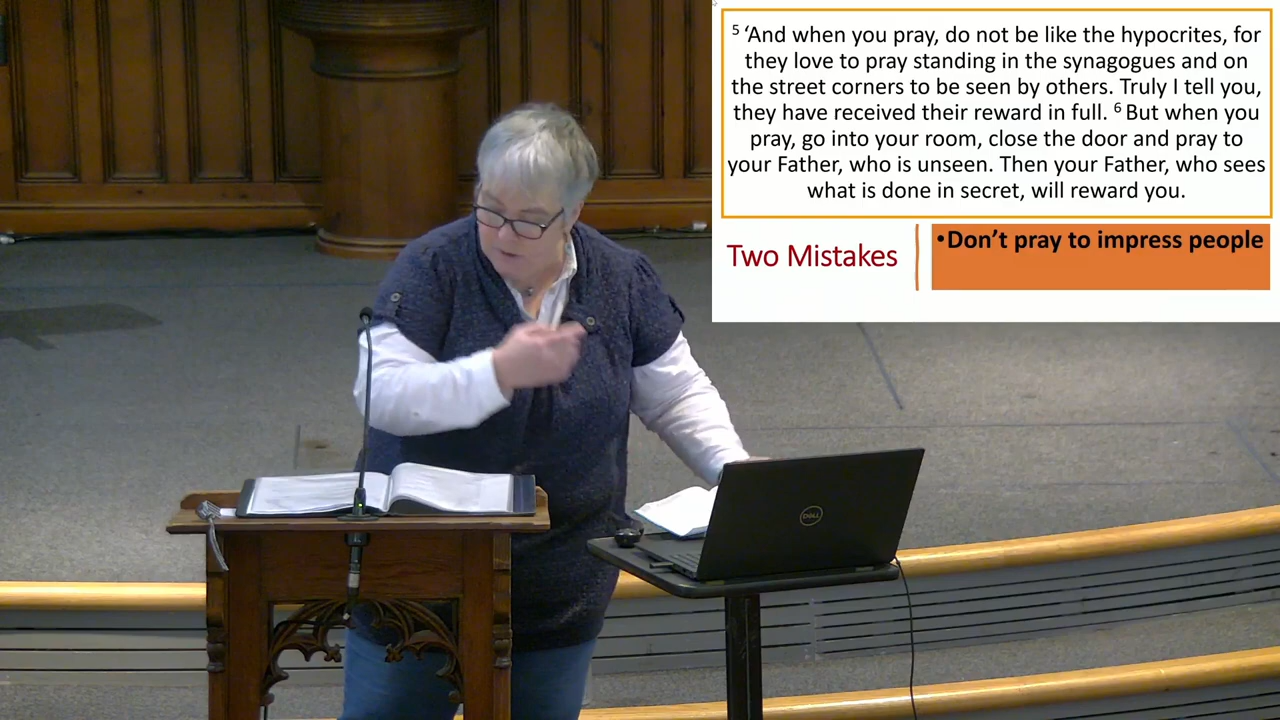 ⁵ ‘And when you pray, do not be like the hypocrites, for
they love to pray standing in the synagogues and on
the street corners to be seen by others. Truly I tell you,
they have received their reward in full. ⁶ But when you
pray, go into your room, close the door and pray to
your Father, who is unseen. Then your Father, who sees
what is done in secret, will reward you.
Two Mistakes
•Don’t pray to impress people
DELL